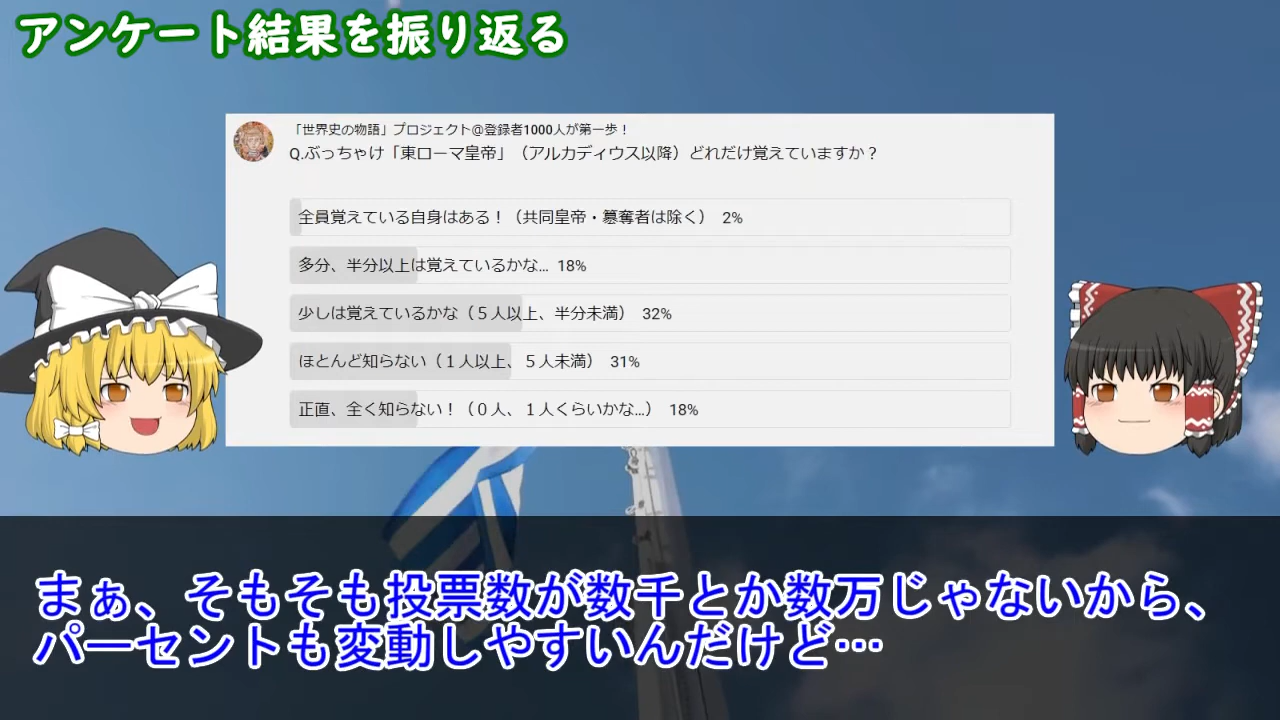 アンケート結果を振り返る
「世界史の物語」プロジェクト@登録者1000人が第一歩！
Q.ぶっちゃけ「東ローマ皇帝」（アルカディウス以降）どれだけ覚えていますか？
全員覚えている自身はある！（共同皇帝・簒奪者は除く） 2%
多分、半分以上は覚えているかな... 18%
少しは覚えているかな（５人以上、半分未満） 32%
ほとんど知らない（１人以上、５人未満） 31%
正直、全く知らない！（０人、１人くらいかな...） 18%
まぁ、そもそも投票数が数千とか数万じゃないから、
パーセントも変動しやすいんだけど…